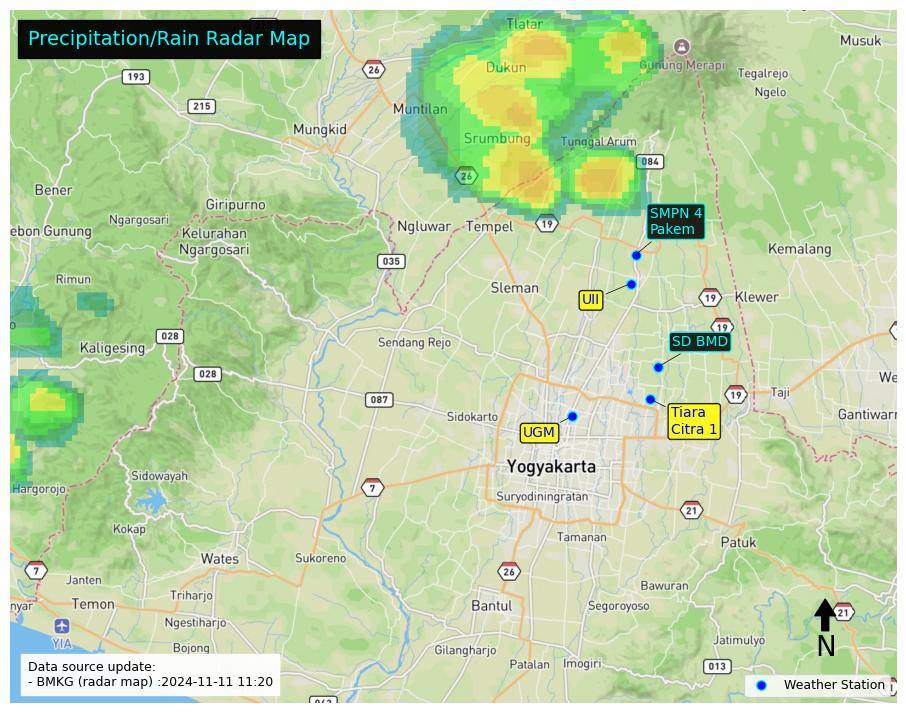 Precipitation/Rain Radar Map
Tlatar
Musuk
26
Dukun
Gunung Merapi
193
Tegalrejo
Ngelo
215
Muntilan
Mungkid
Srumbung
Tunggal Arum
084
26
Bener
Giripurno
SMPN 4
Pakem
Ngargosari
Ngluwar
Tempel
19
ebon Gunung
Kelurahan
Ngargosari
Kemalang
035
Rimun
Sleman
UII
19
Klewer
o
19
028
Sendang Rejo
SD BMD
Kaligesing
028
We
087
19
Taji
Sidokarto
Tiara
Citra 1
Gantiwarn
UGM
Yogyakarta
Sidowayah
Hargorojo
7
Suryodiningratan
21
Kokap
Tamanan
Patuk
Wates
Sukoreno
7
26
Janten
Bawuran
Triharjo
nyar
Temon
Bantul
Segoroyoso
21
Ngestiharjo
YIA
Jatimulyo
N
Bojong
Gilangharjo
Patalan
Imogiri
013
Data source update:
- BMKG (radar map) :2024-11-11 11:20
Weather Station